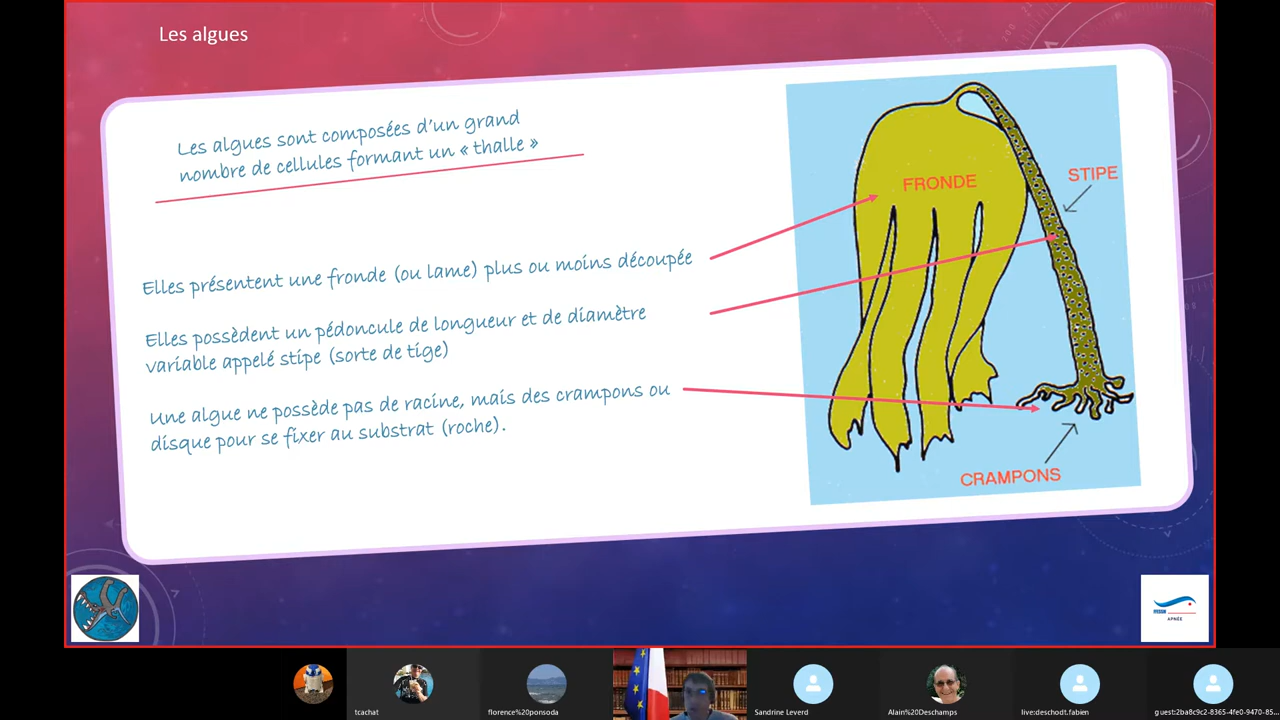 Les algues
Les algues sont composées d'un grand
nombre de cellules formant un « thalle »
Elles présentent une fronde (ou lame) plus ou moins découpée
Elles possèdent un pédoncule de longueur et de diamètre
variable appelé stipe (sorte de tige)
Une algue ne possède pas de racine, mais des crampons ou
disque pour se fixer au substrat (roche).
FRONDE
STIPE
CRAMPONS
FFESSM
APNÉE
tcachat
florence%20ponsoda
Sandrine Leverd
Alain%20Deschamps
live:deschodt.fabien
guest:2ba8c9c2-8365-4fe0-9470-85...